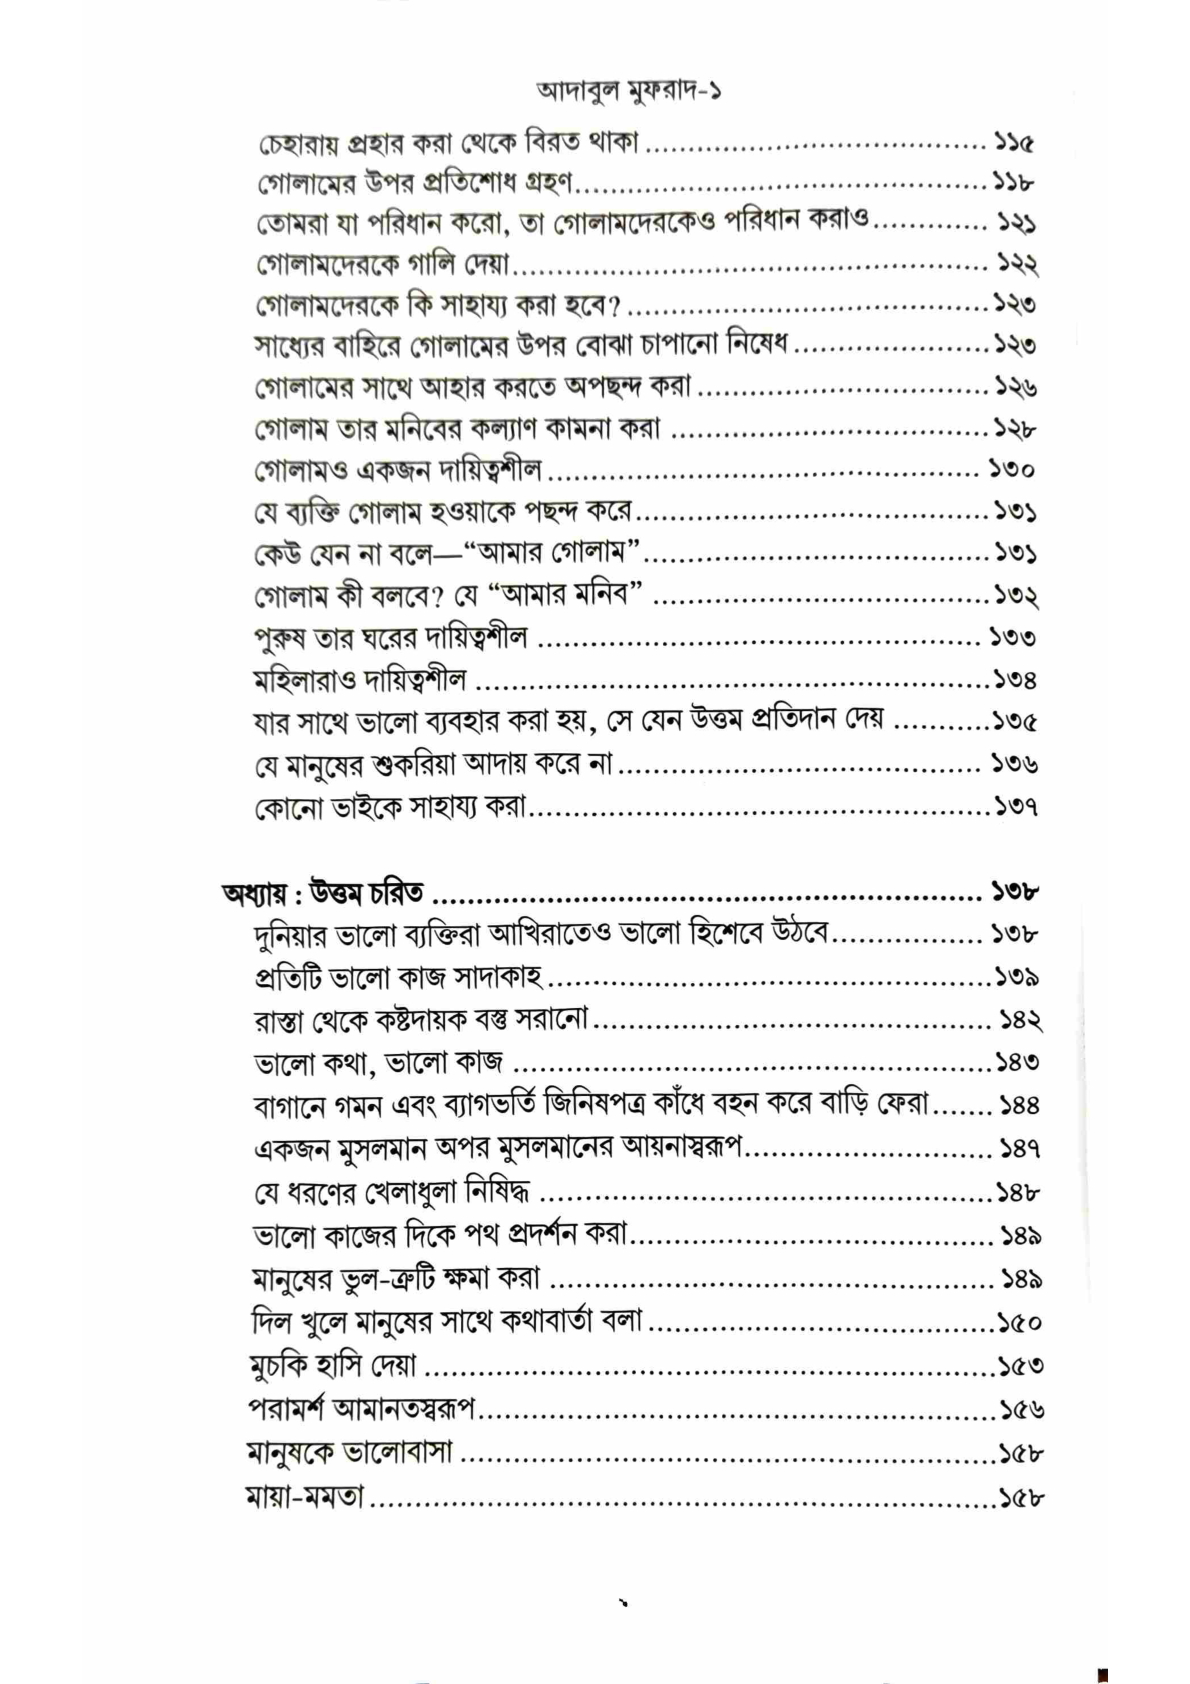 আদাবুল মুফরাদ-১
চেহারায় প্রহার করা থেকে বিরত থাকা ........................................ ১১৫
গোলামের উপর প্রতিশোধ গ্রহণ................................................১১৮
তোমরা যা পরিধান করো, তা গোলামদেরকেও পরিধান করাও............. ১২১
গোলামদেরকে গালি দেয়া....................................................... ১২২
গোলামদেরকে কি সাহায্য করা হবে? ..........................................১২৩
সাধ্যের বাহিরে গোলামের উপর বোঝা চাপানো নিষেধ .......................১২৩
গোলামের সাথে আহার করতে অপছন্দ করা ..................................১২৬
গোলাম তার মনিবের কল্যাণ কামনা করা .....................................১২৮
গোলামও একজন দায়িত্বশীল.................................................. ১৩০
যে ব্যক্তি গোলাম হওয়াকে পছন্দ করে.........................................১৩১
কেউ যেন না বলে—“আমার গোলাম”........................................১৩১
গোলাম কী বলবে? যে “আমার মনিব” .......................................১৩২
পুরুষ তার ঘরের দায়িত্বশীল .................................................... ১৩৩
মহিলারাও দায়িত্বশীল ............................................................১৩৪
যার সাথে ভালো ব্যবহার করা হয়, সে যেন উত্তম প্রতিদান দেয় ...........১৩৫
যে মানুষের শুকরিয়া আদায় করে না .......................................... ১৩৬
কোনো ভাইকে সাহায্য করা......................................................১৩৭
অধ্যায় : উত্তম চরিত ................................................................ ১৩৮
দুনিয়ার ভালো ব্যক্তিরা আখিরাতেও ভালো হিশেবে উঠবে................. ১৩৮
প্রতিটি ভালো কাজ সাদাকাহ ...................................................১৩৯
রাস্তা থেকে কষ্টদায়ক বস্তু সরানো.............................................. ১৪২
ভালো কথা, ভালো কাজ ........................................................১৪৩
বাগানে গমন এবং ব্যাগভর্তি জিনিষপত্র কাঁধে বহন করে বাড়ি ফেরা....... ১৪৪
একজন মুসলমান অপর মুসলমানের আয়নাস্বরূপ............................ ১৪৭
যে ধরণের খেলাধুলা নিষিদ্ধ .....................................................১৪৮
ভালো কাজের দিকে পথ প্রদর্শন করা.......................................... ১৪৯
মানুষের ভুল-ত্রুটি ক্ষমা করা .................................................... ১৪৯
দিল খুলে মানুষের সাথে কথাবার্তা বলা ........................................১৫০
মুচকি হাসি দেয়া ..................................................................১৫৩
পরামর্শ আমানতস্বরূপ............................................................১৫৬
মানুষকে ভালোবাসা ..............................................................১৫৮
মায়া-মমতা .........................................................................১৫৮